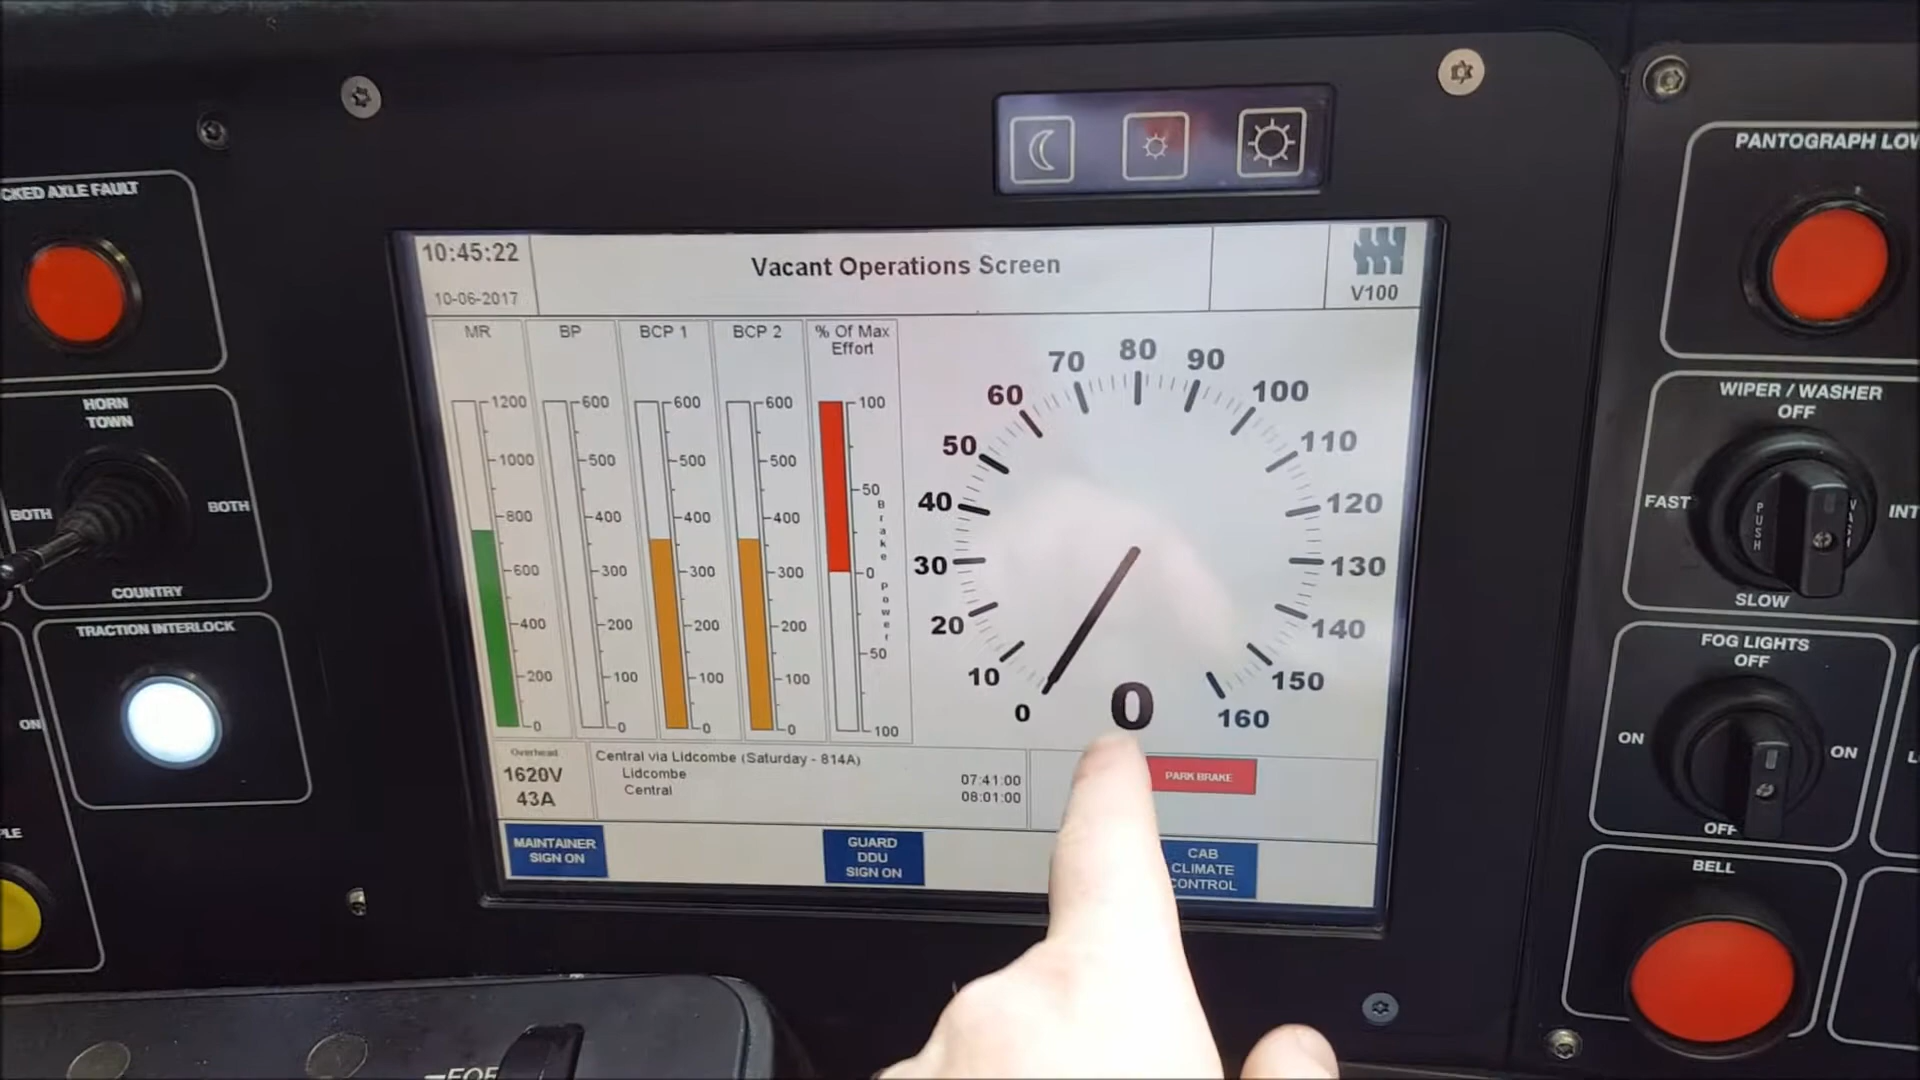 CKED AXLE FAULT
HORN
TOWN
BOTH
BOTH
COUNTRY
TRACTION INTERLOCK
ON
PLE
10:45:22
10-06-2017
Vacant Operations Screen
V100
MR
BP
BCP 1
BCP 2
% Of Max
Effort
1200
1000
800
600
400
200
0
600
500
400
300
200
100
0
600
500
400
300
200
100
0
600
500
400
300
200
100
0
100
50
0
50
100
Brake Power
0
10
20
30
40
50
60
70
80
90
100
110
120
130
140
150
160
0
Overhead
1620V
43A
Central via Lidcombe (Saturday - 814A)
Lidcombe 07:41:00
Central 08:01:00
PARK BRAKE
MAINTAINER
SIGN ON
GUARD
DDU
SIGN ON
CAB
CLIMATE
CONTROL
PANTOGRAPH LOW
WIPER / WASHER
OFF
FAST
PUSH
WASH
INT
SLOW
FOG LIGHTS
OFF
ON
ON
OFF
BELL
FOR